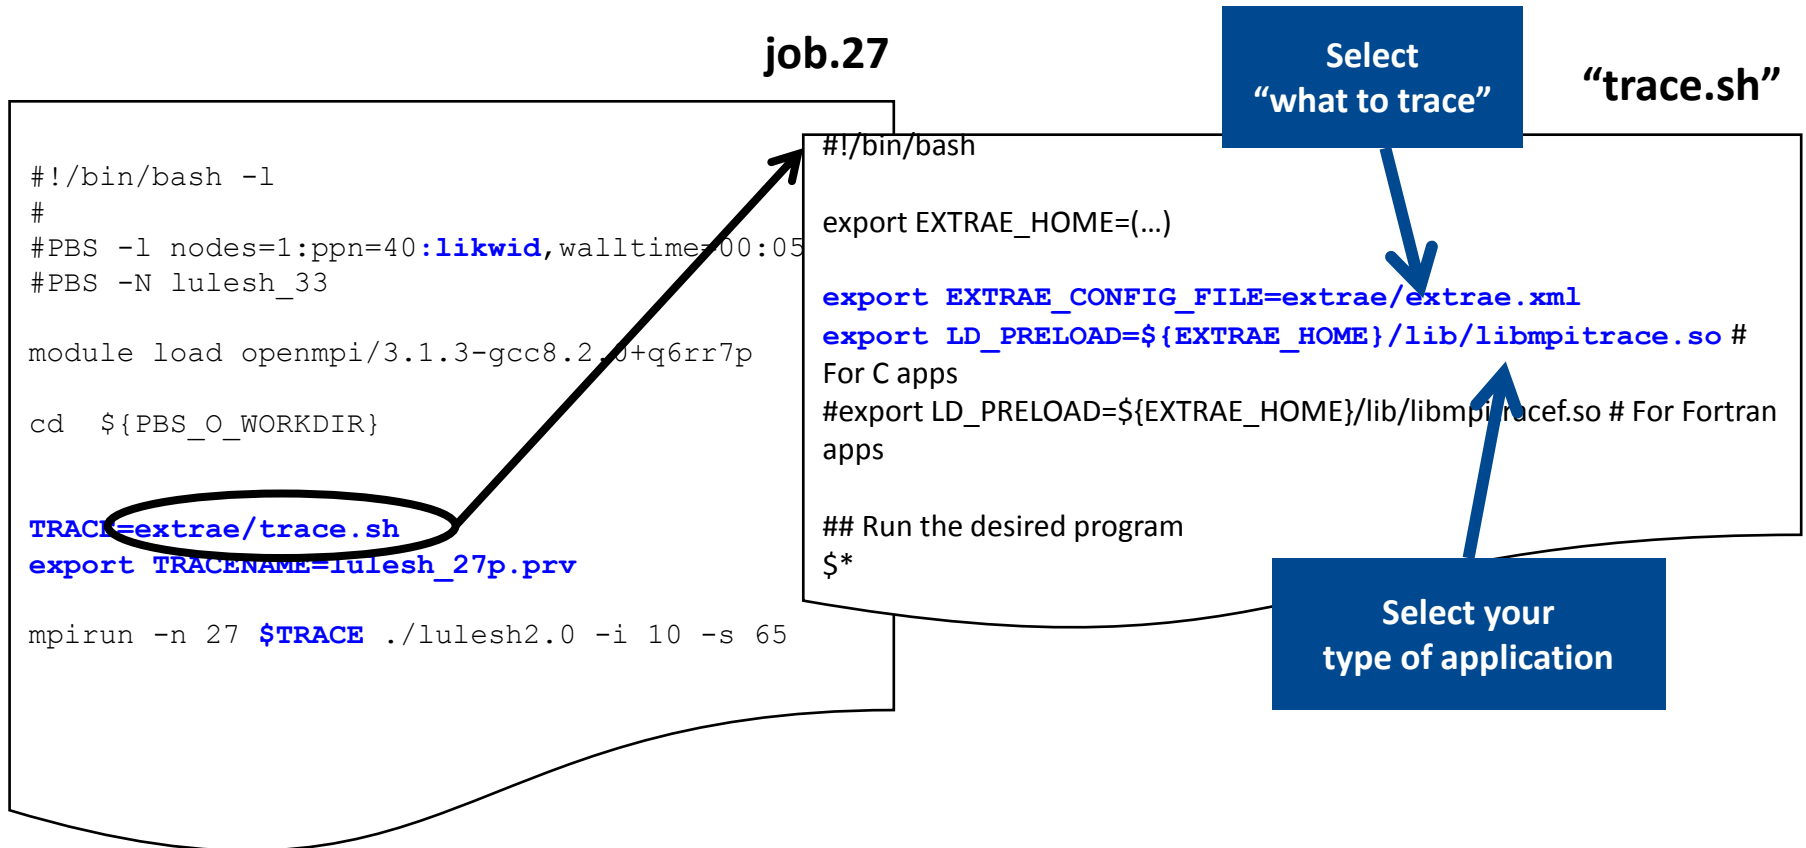 job.27
#!/bin/bash -l
#
#PBS -l nodes=1:ppn=40:likwid,walltime=00:05
#PBS -N lulesh_33
module load openmpi/3.1.3-gcc8.2.0+q6rr7p
cd ${PBS_O_WORKDIR}
TRACE=extrae/trace.sh
export TRACENAME=lulesh_27p.prv
mpirun -n 27 $TRACE ./lulesh2.0 -i 10 -s 65
Select
“what to trace”
“trace.sh”
#!/bin/bash
export EXTRAE_HOME=(…)
export EXTRAE_CONFIG_FILE=extrae/extrae.xml
export LD_PRELOAD=${EXTRAE_HOME}/lib/libmpitrace.so #
For C apps
#export LD_PRELOAD=${EXTRAE_HOME}/lib/libmpitracef.so # For Fortran
apps
## Run the desired program
$*
Select your
type of application